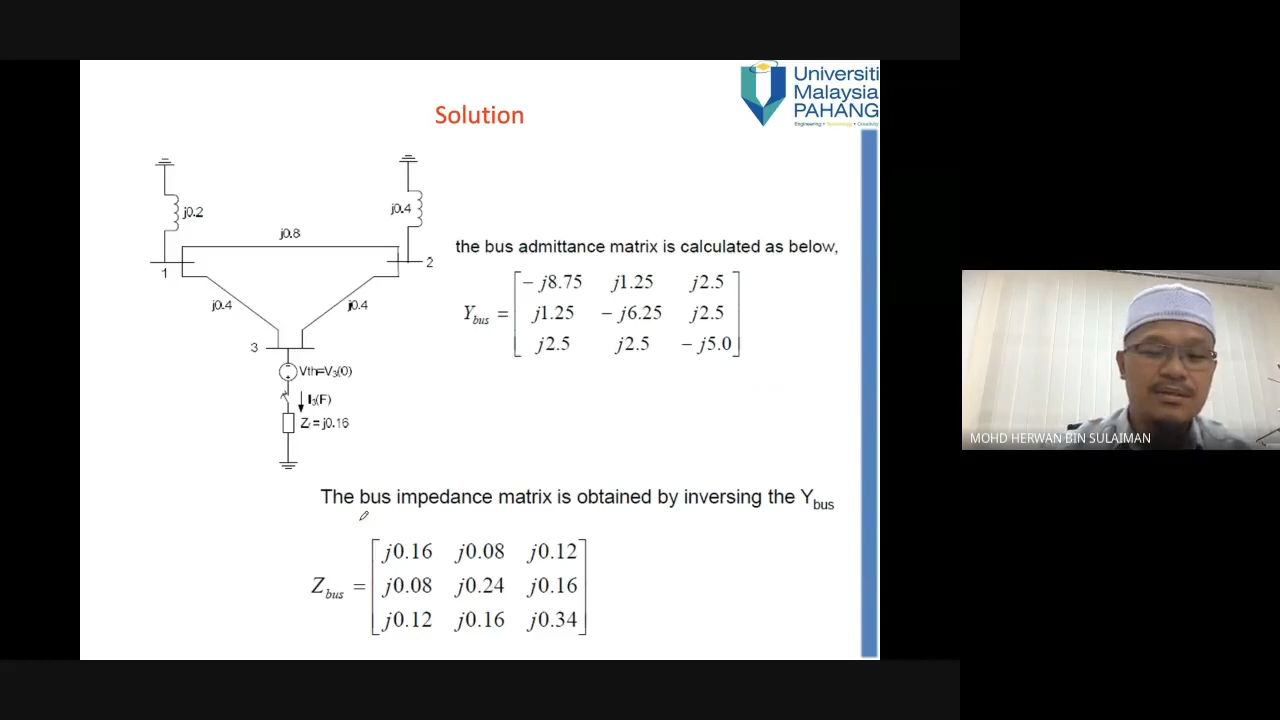 Universiti
Malaysia
PAHANG
Engineering • Technology • Creativity
Solution
j0.2
j0.4
j0.8
1
2
j0.4
j0.4
3
Vth=V3(0)
I3(F)
Zf = j0.16
the bus admittance matrix is calculated as below,
Ybus =
- j8.75 j1.25 j2.5
j1.25 - j6.25 j2.5
j2.5 j2.5 - j5.0
The bus impedance matrix is obtained by inversing the Ybus
Zbus =
j0.16 j0.08 j0.12
j0.08 j0.24 j0.16
j0.12 j0.16 j0.34
MOHD HERWAN BIN SULAIMAN